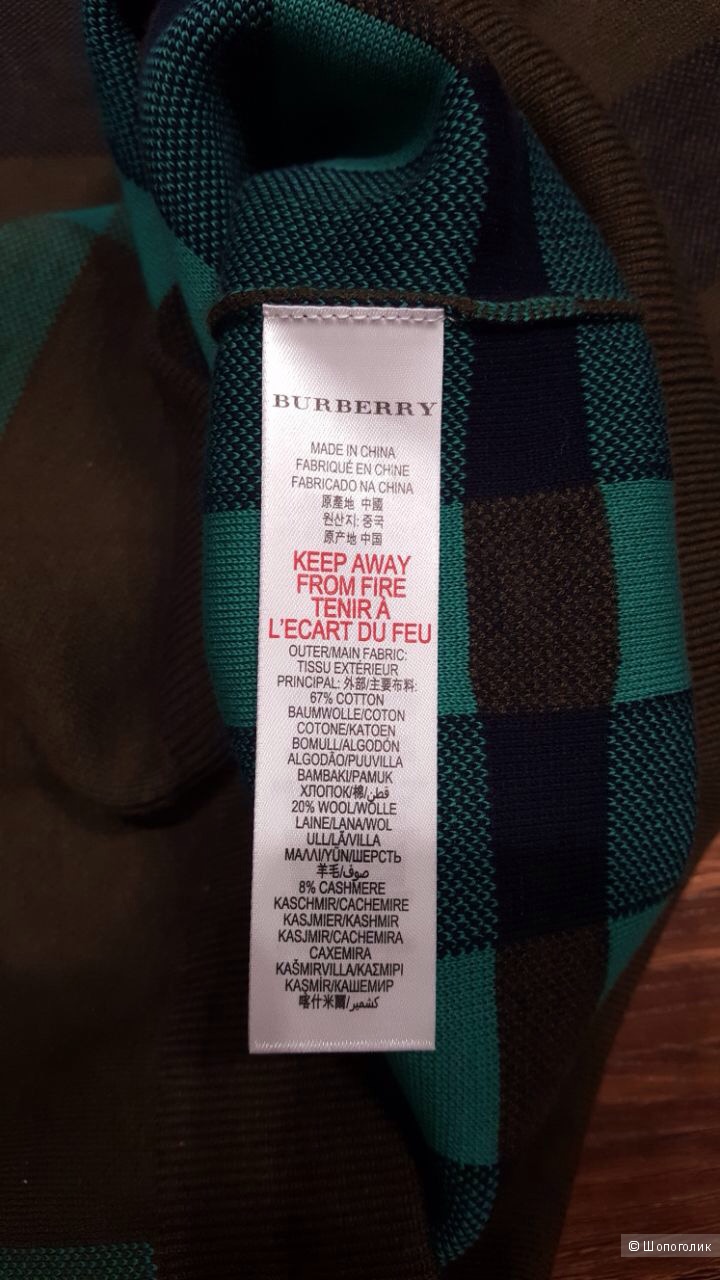 BURBERRY
MADE IN CHINA
FABRIQUÉ EN CHINE
FABRICADO NA CHINA
原產地 中國
원산지: 중국
原产地 中国
KEEP AWAY
FROM FIRE
TENIR À
L'ECART DU FEU
OUTER/MAIN FABRIC:
TISSU EXTÉRIEUR
PRINCIPAL: 外部/主要布料:
67% COTTON
BAUMWOLLE/COTON
COTONE/KATOEN
BOMULL/ALGODÓN
ALGODÃO/PUUVILLA
BAMBAKI/PAMUK
ХЛОПОК/棉/قطن
20% WOOL/WOLLE
LAINE/LANA/WOL
ULL/LÃ/VILLA
ΜΑΛΛΙ/YÜN/ШЕРСТЬ
羊毛/صوف
8% CASHMERE
KASCHMIR/CACHEMIRE
KASJMIER/KASHMIR
KASJMIR/CACHEMIRA
CAXEMIRA
KAŠMIRVILLA/ΚΑΣΜΙΡΙ
KAŞMİR/КАШЕМИР
喀什米爾/كشمير
© Шопоголик